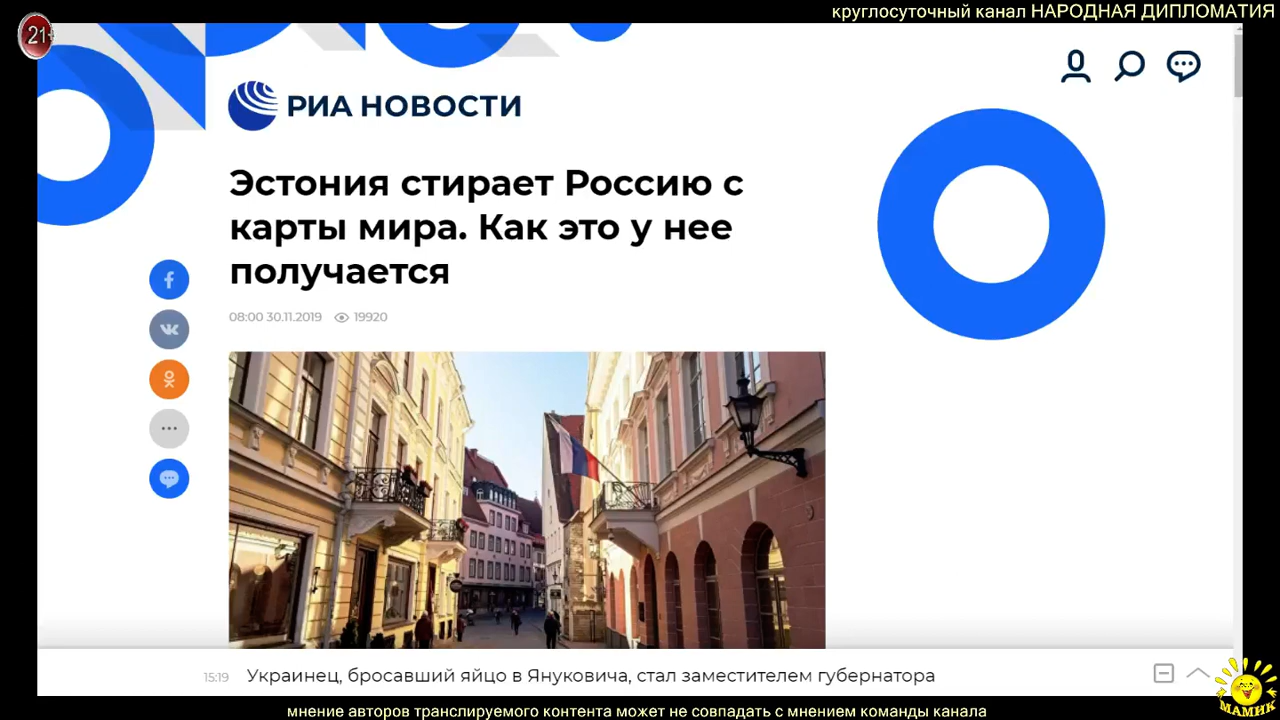 круглосуточный канал НАРОДНАЯ ДИПЛОМАТИЯ
21+
РИА НОВОСТИ
Эстония стирает Россию с
карты мира. Как это у нее
получается
08:00 30.11.2019 19920
15:19 Украинец, бросавший яйцо в Януковича, стал заместителем губернатора
МАМИК
мнение авторов транслируемого контента может не совпадать с мнением команды канала